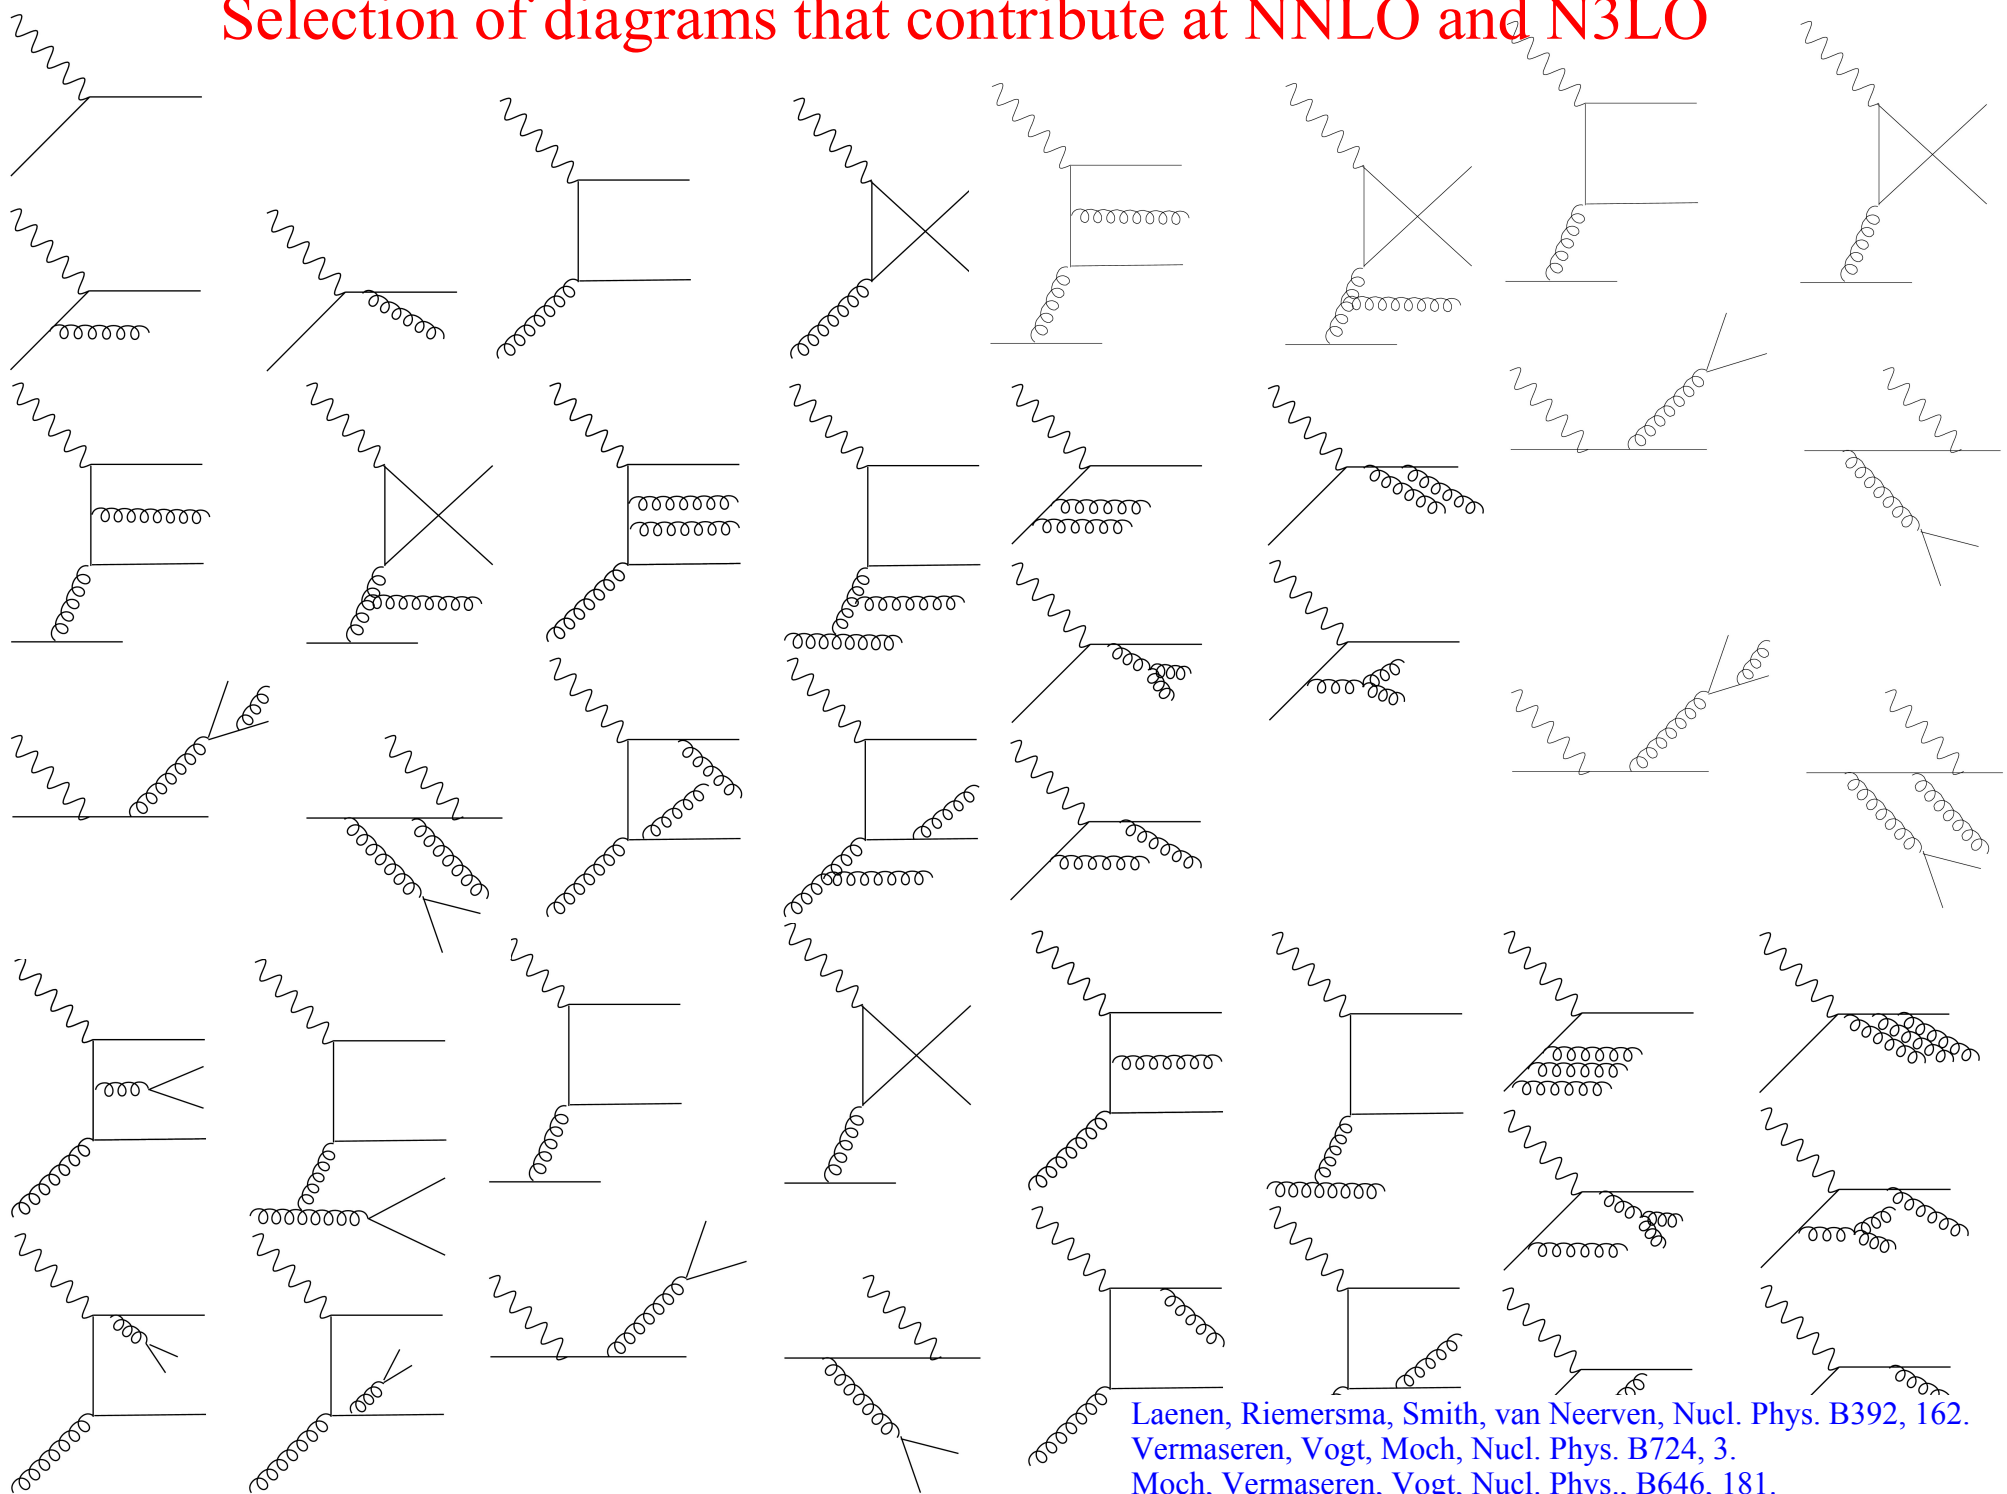 Selection of diagrams that contribute at NNLO and N3LO
Laenen, Riemersma, Smith, van Neerven, Nucl. Phys. B392, 162.
Vermaseren, Vogt, Moch, Nucl. Phys. B724, 3.
Moch, Vermaseren, Vogt, Nucl. Phys., B646, 181.